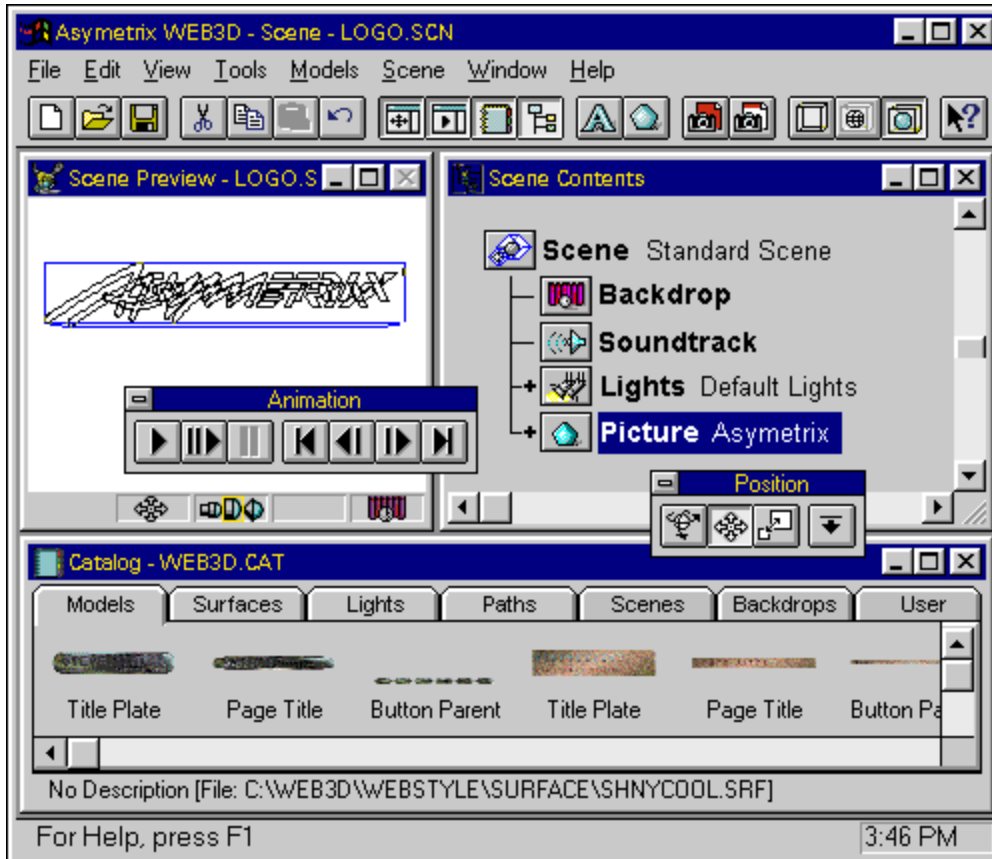 Asymetrix WEB3D - Scene - LOGO.SCN
File Edit View Tools Models Scene Window Help
Scene Preview - LOGO.S
ASYMETRIX
Scene Contents
Scene Standard Scene
Backdrop
Soundtrack
Lights Default Lights
Picture Asymetrix
Animation
Position
Catalog - WEB3D.CAT
Models Surfaces Lights Paths Scenes Backdrops User
Title Plate Page Title Button Parent Title Plate Page Title Button Pa
No Description [File: C:\WEB3D\WEBSTYLE\SURFACE\SHNYCOOL.SRF]
For Help, press F1
3:46 PM